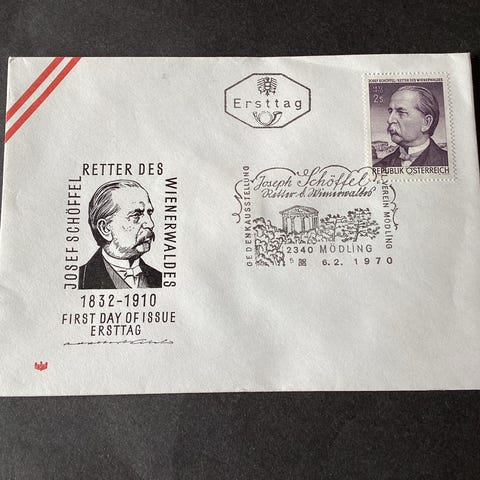 Ersttag
JOSEF SCHÖFFEL · RETTER DES WIENERWALDES
2S
REPUBLIK ÖSTERREICH
JOSEF SCHÖFFEL
RETTER DES
WIENERWALDES
1832-1910
FIRST DAY OF ISSUE
ERSTTAG
GEDENKAUSSTELLUNG
Joseph Schöffel
Retter d. Wienerwaldes
VEREIN MÖDLING
2340 MÖDLING
6.2.1970